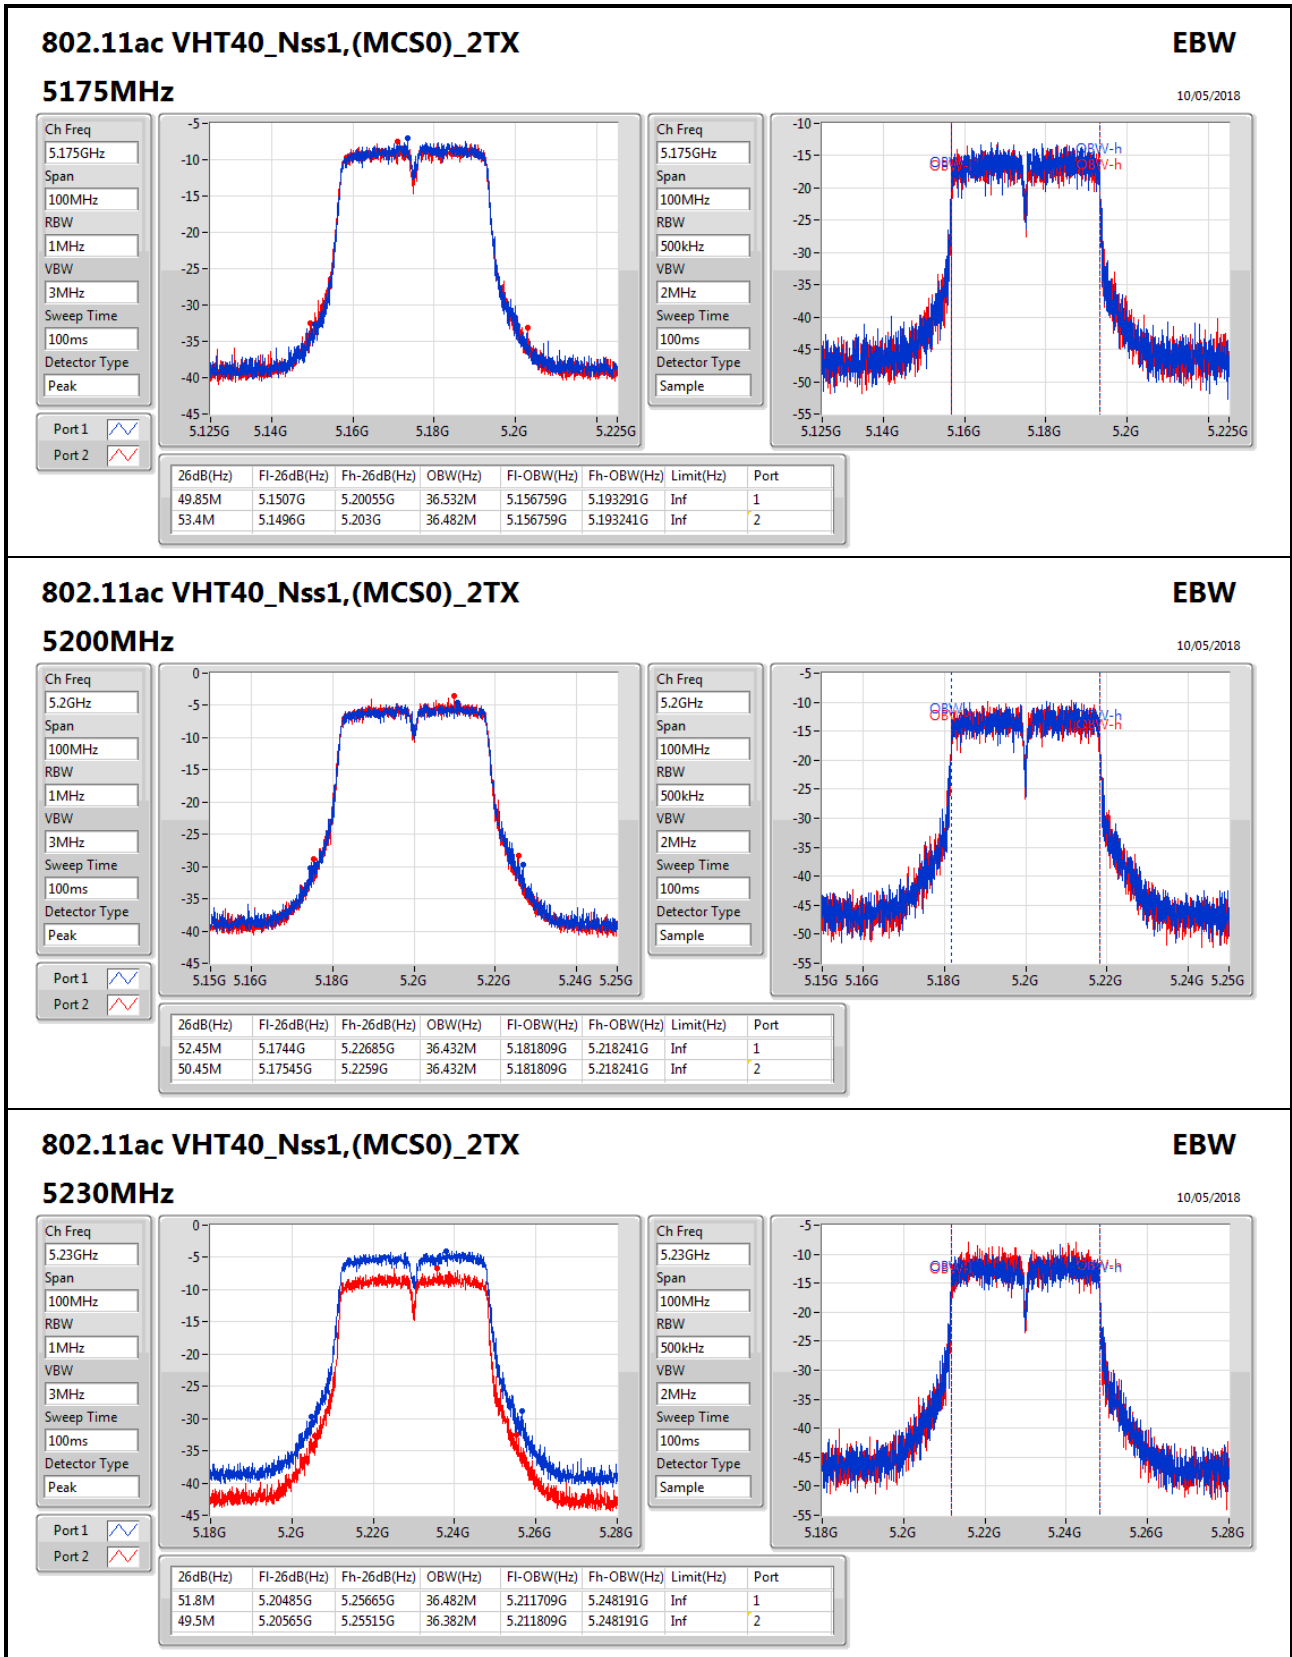 802.11ac VHT40_Nss1,(MCS0)_2TX EBW
5175MHz 10/05/2018
Ch Freq
5.175GHz
Span
100MHz
RBW
1MHz
VBW
3MHz
Sweep Time
100ms
Detector Type
Peak
Port 1
Port 2
-5
-10
-15
-20
-25
-30
-35
-40
-45
5.125G 5.14G 5.16G 5.18G 5.2G 5.225G
Ch Freq
5.175GHz
Span
100MHz
RBW
500kHz
VBW
2MHz
Sweep Time
100ms
Detector Type
Sample
-10
-15
-20
-25
-30
-35
-40
-45
-50
-55
OBW-h
OBW-h
5.125G 5.14G 5.16G 5.18G 5.2G 5.225G
26dB(Hz) Fl-26dB(Hz) Fh-26dB(Hz) OBW(Hz) Fl-OBW(Hz) Fh-OBW(Hz) Limit(Hz) Port
49.85M 5.1507G 5.20055G 36.532M 5.156759G 5.193291G Inf 1
53.4M 5.1496G 5.203G 36.482M 5.156759G 5.193241G Inf 2
802.11ac VHT40_Nss1,(MCS0)_2TX EBW
5200MHz 10/05/2018
Ch Freq
5.2GHz
Span
100MHz
RBW
1MHz
VBW
3MHz
Sweep Time
100ms
Detector Type
Peak
Port 1
Port 2
0
-5
-10
-15
-20
-25
-30
-35
-40
-45
5.15G 5.16G 5.18G 5.2G 5.22G 5.24G 5.25G
Ch Freq
5.2GHz
Span
100MHz
RBW
500kHz
VBW
2MHz
Sweep Time
100ms
Detector Type
Sample
-5
-10
-15
-20
-25
-30
-35
-40
-45
-50
-55
5.15G 5.16G 5.18G 5.2G 5.22G 5.24G 5.25G
26dB(Hz) Fl-26dB(Hz) Fh-26dB(Hz) OBW(Hz) Fl-OBW(Hz) Fh-OBW(Hz) Limit(Hz) Port
52.45M 5.1744G 5.22685G 36.432M 5.181809G 5.218241G Inf 1
50.45M 5.17545G 5.2259G 36.432M 5.181809G 5.218241G Inf 2
802.11ac VHT40_Nss1,(MCS0)_2TX EBW
5230MHz 10/05/2018
Ch Freq
5.23GHz
Span
100MHz
RBW
1MHz
VBW
3MHz
Sweep Time
100ms
Detector Type
Peak
Port 1
Port 2
0
-5
-10
-15
-20
-25
-30
-35
-40
-45
5.18G 5.2G 5.22G 5.24G 5.26G 5.28G
Ch Freq
5.23GHz
Span
100MHz
RBW
500kHz
VBW
2MHz
Sweep Time
100ms
Detector Type
Sample
-5
-10
-15
-20
-25
-30
-35
-40
-45
-50
-55
5.18G 5.2G 5.22G 5.24G 5.26G 5.28G
26dB(Hz) Fl-26dB(Hz) Fh-26dB(Hz) OBW(Hz) Fl-OBW(Hz) Fh-OBW(Hz) Limit(Hz) Port
51.8M 5.20485G 5.25665G 36.482M 5.211709G 5.248191G Inf 1
49.5M 5.20565G 5.25515G 36.382M 5.211809G 5.248191G Inf 2